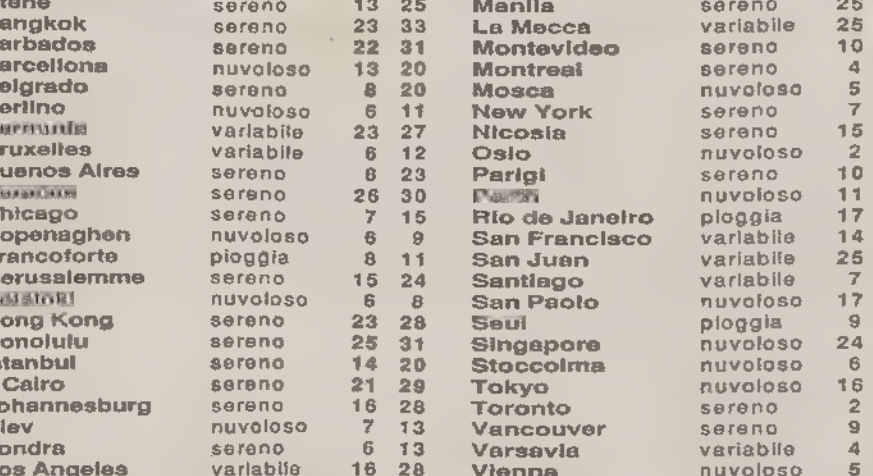 tene sereno 13 25
angkok sereno 23 33
arbados sereno 22 31
arcellona nuvoloso 13 20
elgrado sereno 8 20
erlino nuvoloso 6 11
variabile 23 27
ruxelles variabile 6 12
uenos Aires sereno 8 23
sereno 26 30
hicago sereno 7 15
openaghen nuvoloso 6 9
rancoforte pioggia 8 11
erusalemme sereno 15 24
nuvoloso 6 8
ong Kong sereno 23 28
onolulu sereno 25 31
tanbul sereno 14 20
Cairo sereno 21 29
ohannesburg sereno 16 28
iev nuvoloso 7 13
ondra sereno 6 13
os Angeles variabile 16 28
Manila sereno 25
La Mecca variabile 25
Montevideo sereno 10
Montreal sereno 4
Mosca nuvoloso 5
New York sereno 7
Nicosia sereno 15
Oslo nuvoloso 2
Parigi sereno 10
nuvoloso 11
Rio de Janeiro pioggia 17
San Francisco variabile 14
San Juan variabile 25
Santiago variabile 7
San Paolo nuvoloso 17
Seul pioggia 9
Singapore nuvoloso 24
Stoccolma nuvoloso 6
Tokyo nuvoloso 16
Toronto sereno 2
Vancouver sereno 9
Varsavia variabile 4
Vienna nuvoloso 5